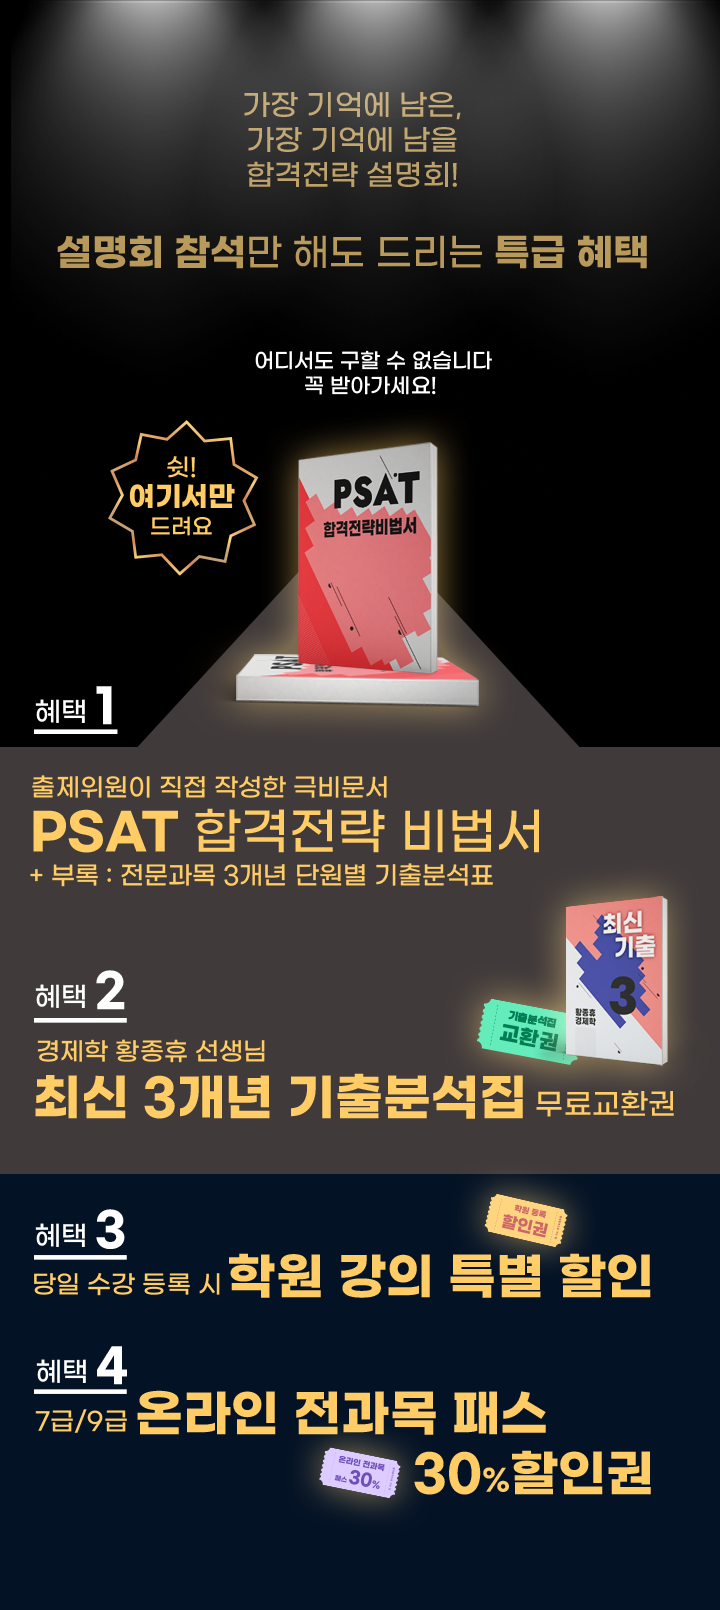 가장 기억에 남은,
가장 기억에 남을
합격전략 설명회!
설명회 참석만 해도 드리는 특급 혜택
어디서도 구할 수 없습니다
꼭 받아가세요!
쉿!
여기서만
드려요
PSAT
합격전략비법서
혜택 1
출제위원이 직접 작성한 극비문서
PSAT 합격전략 비법서
+ 부록 : 전문과목 3개년 단원별 기출분석표
최신
기출
3
황종휴
경제학
기출분석집
교환권
혜택 2
경제학 황종휴 선생님
최신 3개년 기출분석집 무료교환권
학원 등록
할인권
혜택 3
당일 수강 등록 시 학원 강의 특별 할인
혜택 4
7급/9급 온라인 전과목 패스
온라인 전과목
패스 30%
30%할인권